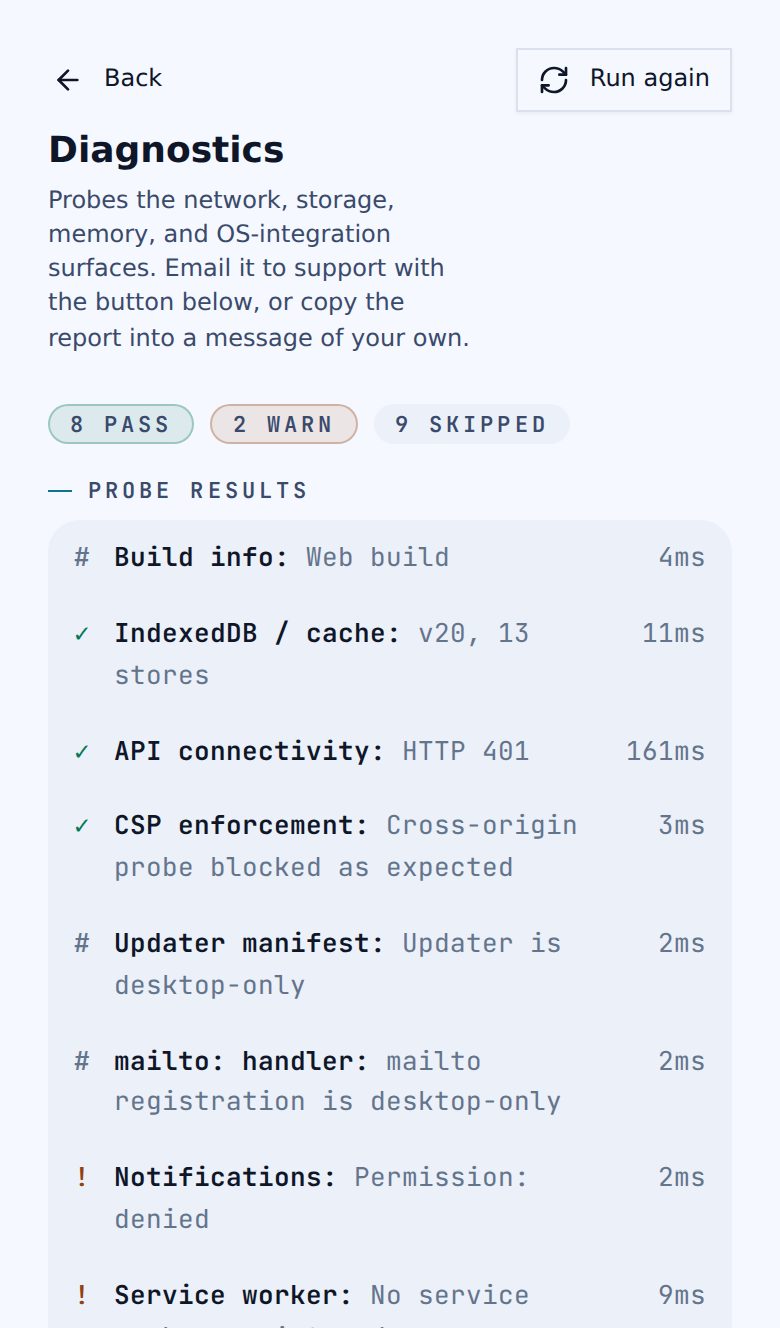 Back
Run again
Diagnostics
Probes the network, storage,
memory, and OS-integration
surfaces. Email it to support with
the button below, or copy the
report into a message of your own.
8 PASS 2 WARN 9 SKIPPED
— PROBE RESULTS
# Build info: Web build 4ms
✓ IndexedDB / cache: v20, 13 11ms
stores
✓ API connectivity: HTTP 401 161ms
✓ CSP enforcement: Cross-origin 3ms
probe blocked as expected
# Updater manifest: Updater is 2ms
desktop-only
# mailto: handler: mailto 2ms
registration is desktop-only
! Notifications: Permission: 2ms
denied
! Service worker: No service 9ms